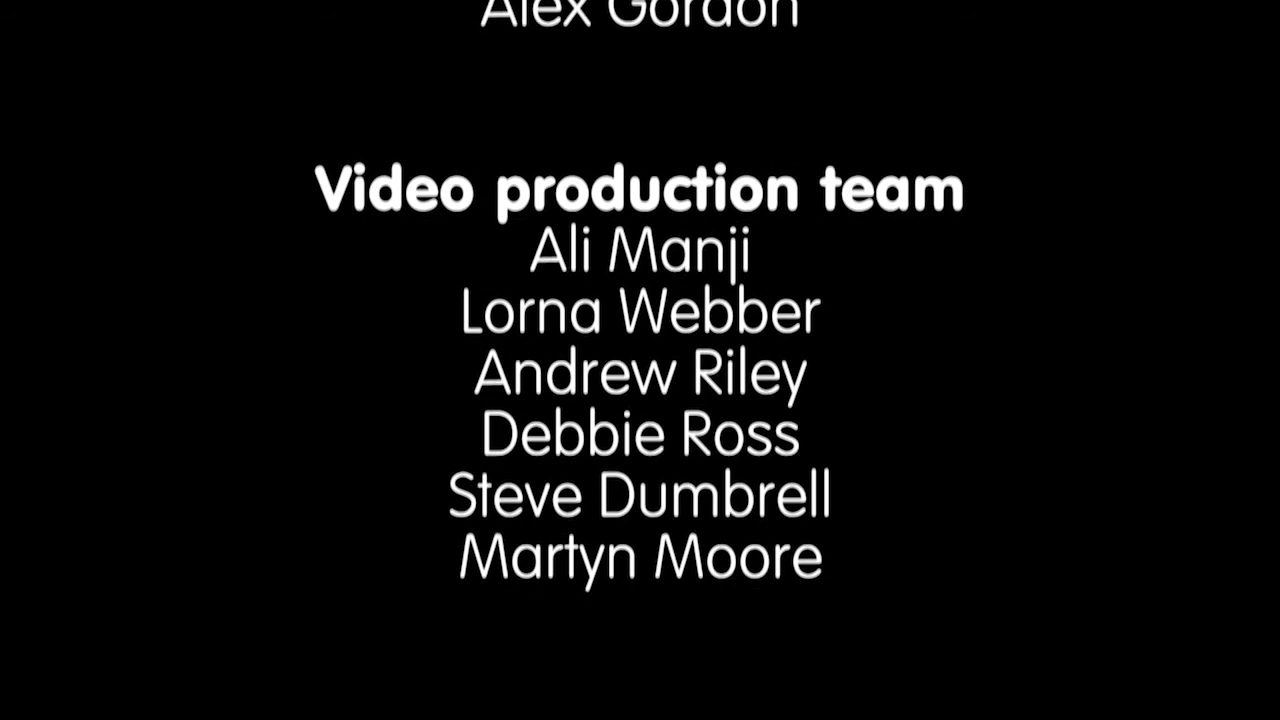 Alex Gordon
Video production team
Ali Manji
Lorna Webber
Andrew Riley
Debbie Ross
Steve Dumbrell
Martyn Moore